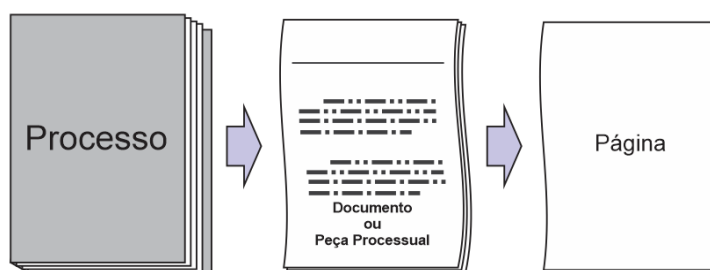 Processo
Documento
ou
Peça Processual
Página